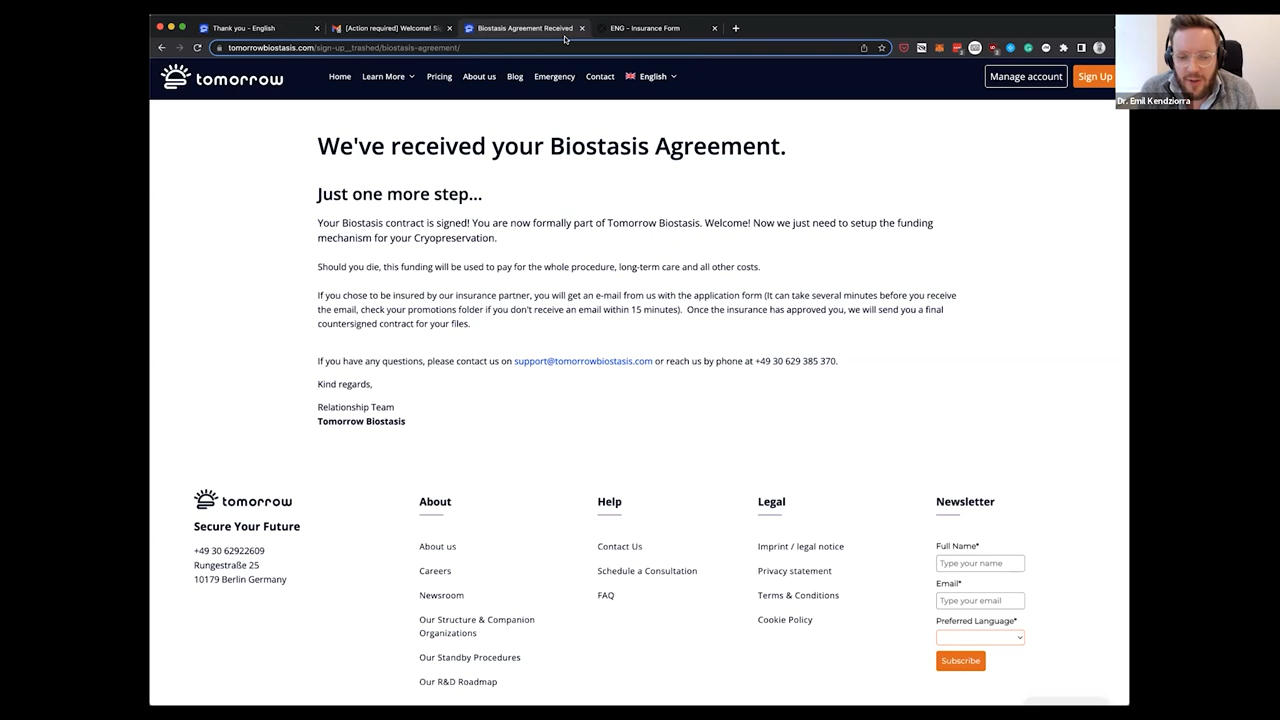 Thank you - English
[Action required] Welcome! Si
Biostasis Agreement Received
ENG - Insurance Form
tomorrowbiostasis.com/sign-up__trashed/biostasis-agreement/
tomorrow
Home
Learn More
Pricing
About us
Blog
Emergency
Contact
English
Manage account
Sign Up
Dr. Emil Kendziorra
We've received your Biostasis Agreement.
Just one more step...
Your Biostasis contract is signed! You are now formally part of Tomorrow Biostasis. Welcome! Now we just need to setup the funding
mechanism for your Cryopreservation.
Should you die, this funding will be used to pay for the whole procedure, long-term care and all other costs.
If you chose to be insured by our insurance partner, you will get an e-mail from us with the application form (It can take several minutes before you receive
the email, check your promotions folder if you don't receive an email within 15 minutes).  Once the insurance has approved you, we will send you a final
countersigned contract for your files.
If you have any questions, please contact us on support@tomorrowbiostasis.com or reach us by phone at +49 30 629 385 370.
Kind regards,
Relationship Team
Tomorrow Biostasis
tomorrow
Secure Your Future
+49 30 62922609
Rungestraße 25
10179 Berlin Germany
About
About us
Careers
Newsroom
Our Structure & Companion
Organizations
Our Standby Procedures
Our R&D Roadmap
Help
Contact Us
Schedule a Consultation
FAQ
Legal
Imprint / legal notice
Privacy statement
Terms & Conditions
Cookie Policy
Newsletter
Full Name*
Type your name
Email*
Type your email
Preferred Language*
Subscribe